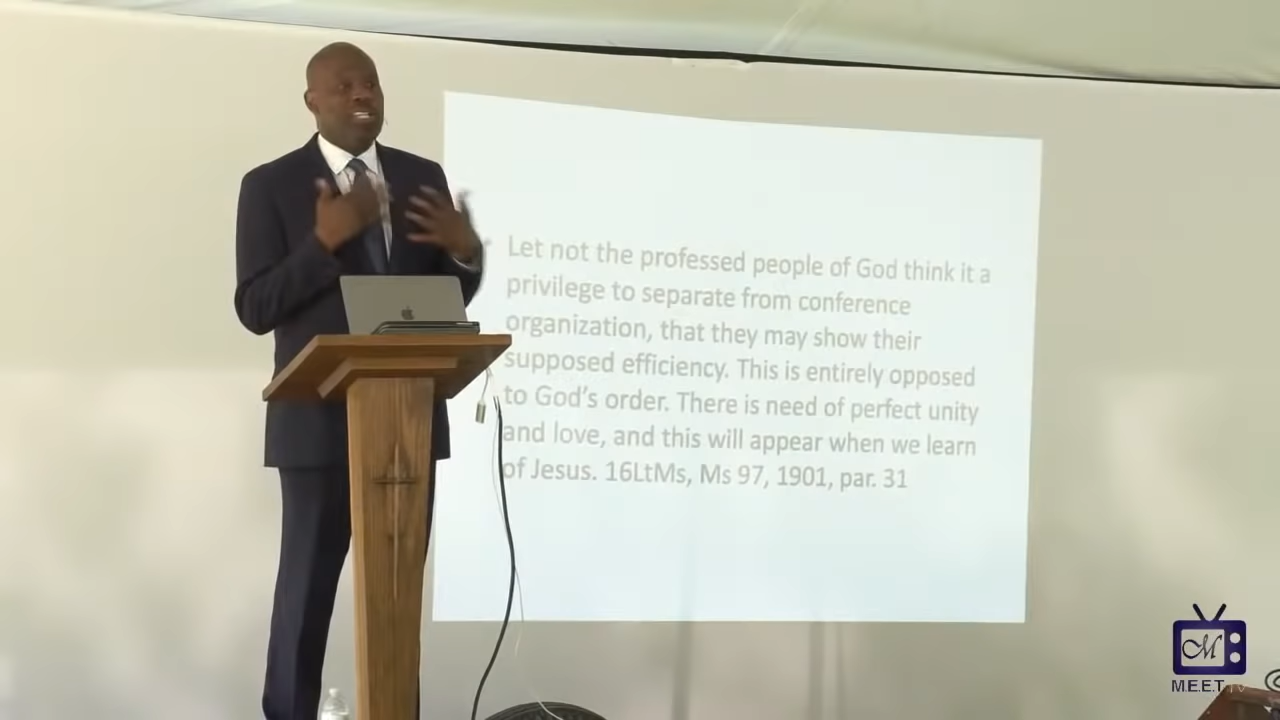 Let not the professed people of God think it a
privilege to separate from conference
organization, that they may show their
supposed efficiency. This is entirely opposed
to God's order. There is need of perfect unity
and love, and this will appear when we learn
of Jesus. 16LtMs, Ms 97, 1901, par. 31
M
M.E.E.T TV